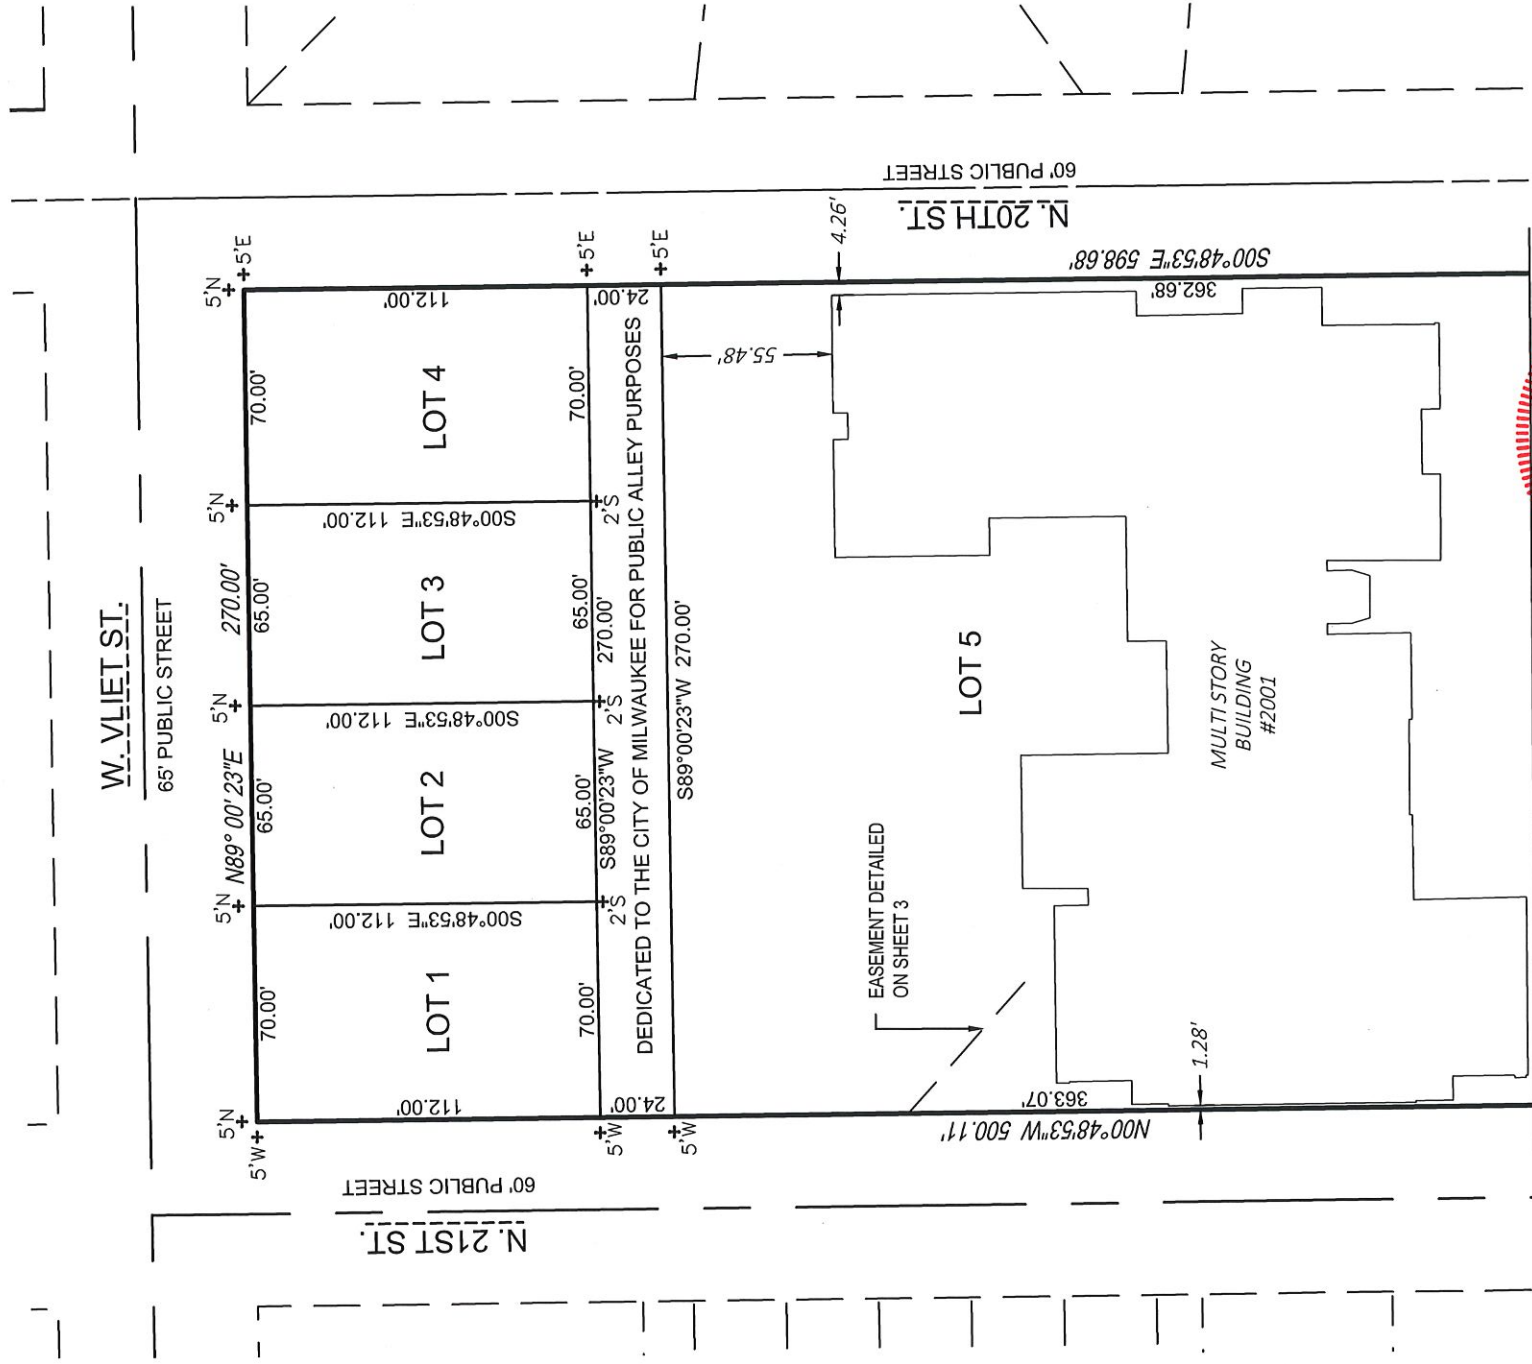 W. VLIET ST.
65' PUBLIC STREET
N89° 00' 23"E
270.00'
5'N
5'W
5'N
5'N
5'N
5'N
5'E
70.00'
65.00'
65.00'
70.00'
112.00'
LOT 1
S00°48'53"E 112.00'
LOT 2
S00°48'53"E 112.00'
LOT 3
S00°48'53"E 112.00'
LOT 4
112.00'
70.00'
65.00'
65.00'
70.00'
5'W
2'S
2'S
2'S
5'E
S89°00'23"W
270.00'
24.00'
DEDICATED TO THE CITY OF MILWAUKEE FOR PUBLIC ALLEY PURPOSES
24.00'
5'W
5'E
S89°00'23"W 270.00'
N. 21ST ST.
60' PUBLIC STREET
N. 20TH ST.
60' PUBLIC STREET
55.48'
4.26'
S00°48'53"E 598.68'
362.68'
EASEMENT DETAILED
ON SHEET 3
LOT 5
MULTI STORY
BUILDING
#2001
363.07'
N00°48'53"W 500.11'
1.28'